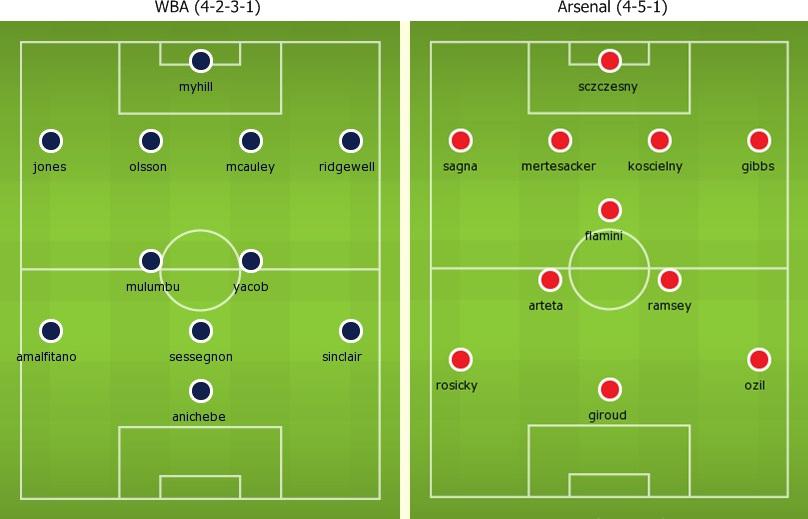 WBA (4-2-3-1)
myhill
jones olsson mcauley ridgewell
mulumbu yacob
amalfitano sessegnon sinclair
anichebe
Arsenal (4-5-1)
sczczesny
sagna mertesacker koscielny gibbs
flamini
arteta ramsey
rosicky ozil
giroud